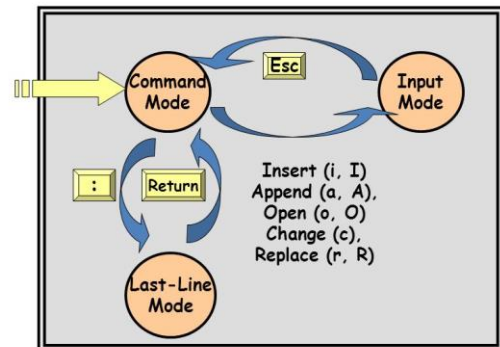 Command
Mode
Esc
Input
Mode
:
Return
Insert (i, I)
Append (a, A),
Open (o, O)
Change (c),
Replace (r, R)
Last-Line
Mode